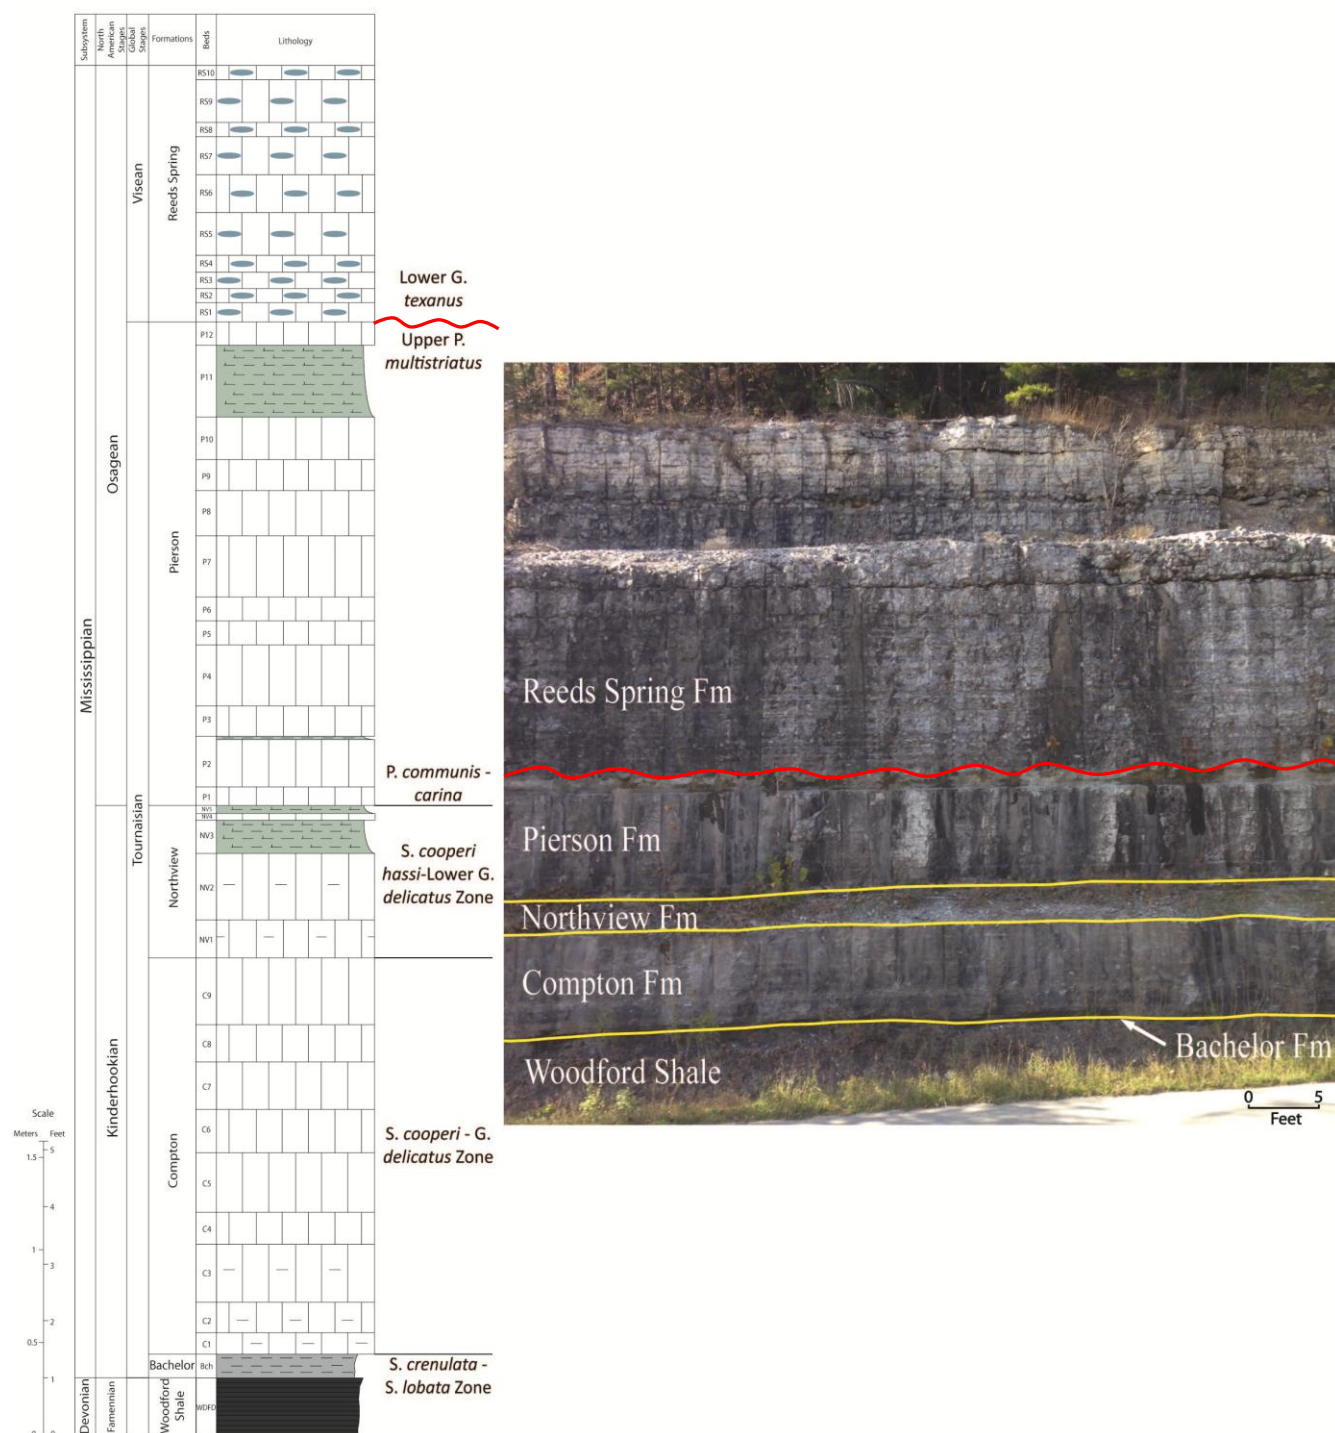 Subsystem
North
American
Stages
Global
Stages
Formations
Beds
Lithology
Mississippian
Devonian
Osagean
Kinderhookian
Famennian
Visean
Tournaisian
Reeds Spring
Pierson
Northview
Compton
Bachelor
Woodford
Shale
RS10
RS9
RS8
RS7
RS6
RS5
RS4
RS3
RS2
RS1
P12
P11
P10
P9
P8
P7
P6
P5
P4
P3
P2
P1
NV5
NV4
NV3
NV2
NV1
C9
C8
C7
C6
C5
C4
C3
C2
C1
Bch
WDFD
Lower G.
texanus
Upper P.
multistriatus
P. communis -
carina
S. cooperi
hassi-Lower G.
delicatus Zone
S. cooperi - G.
delicatus Zone
S. crenulata -
S. lobata Zone
Scale
Meters Feet
5
1.5
4
1
3
2
0.5
1
0 0
Reeds Spring Fm
Pierson Fm
Northview Fm
Compton Fm
Bachelor Fm
Woodford Shale
0 5
Feet